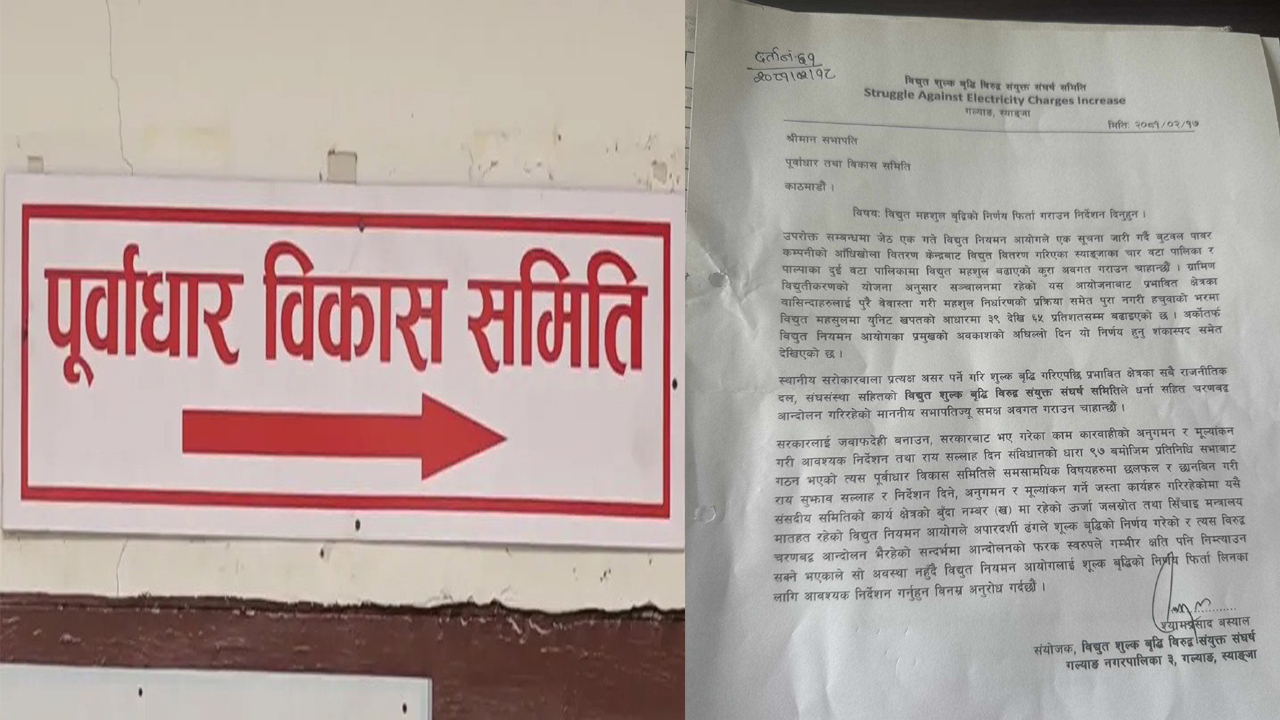 पूर्वाधार विकास समिति
दर्ता नं. ६१
२०८१।०२।१८
विद्युत शुल्क बृद्धि विरुद्ध संयुक्त संघर्ष समिति
Struggle Against Electricity Charges Increase
गल्याङ, स्याङ्जा
मिति: २०८१/०२/१७
श्रीमान सभापति
पूर्वाधार तथा विकास समिति
काठमाडौं ।
विषय: विद्युत महशुल बृद्धिको निर्णय फिर्ता गराउन निर्देशन दिनुहुन ।
उपरोक्त सम्बन्धमा जेठ एक गते विद्युत नियमन आयोगले एक सूचना जारी गर्दै बुटवल पावर
कम्पनीको आँधिखोला वितरण केन्द्रबाट विद्युत वितरण गरिएका स्याङ्जाका चार वटा पालिका र
पाल्पाका दुई वटा पालिकामा विद्युत महशुल बढाएको कुरा अवगत गराउन चाहन्छौं । ग्रामिण
विद्युतीकरणको योजना अनुसार सञ्चालनमा रहेको यस आयोजनाबाट प्रभावित क्षेत्रका
वासिन्दाहरुलाई पुरै बेवास्ता गरी महशुल निर्धारणको प्रक्रिया समेत पुरा नगरी हचुवाको भरमा
विद्युत महसुलमा युनिट खपतको आधारमा ३९ देखि ६५ प्रतिशतसम्म बढाइएको छ । अर्कोतर्फ
विद्युत नियमन आयोगका प्रमुखको अवकाशको अघिल्लो दिन यो निर्णय हुनु शंकास्पद समेत
देखिएको छ ।
स्थानीय सरोकारवाला प्रत्यक्ष असर पर्ने गरि शुल्क बृद्धि गरिएपछि प्रभावित क्षेत्रका सबै राजनीतिक
दल, संघसंस्था सहितको विद्युत शुल्क बृद्धि विरुद्ध संयुक्त संघर्ष समितिले धर्ना सहित चरणबद्ध
आन्दोलन गरिरहेको माननीय सभापतिज्यू समक्ष अवगत गराउन चाहान्छौं ।
सरकारलाई जवाफदेही बनाउन, सरकारबाट भए गरेका काम कारवाहीको अनुगमन र मूल्यांकन
गरी आवश्यक निर्देशन तथा राय सल्लाह दिन संविधानको धारा ९७ बमोजिम प्रतिनिधि सभाबाट
गठन भएको त्यस पूर्वाधार विकास समितिले समसामयिक विषयहरुमा छलफल र छानविन गरी
राय सुझाव सल्लाह र निर्देशन दिने, अनुगमन र मूल्यांकन गर्ने जस्ता कार्यहरु गरिरहेकोमा यसै
संसदीय समितिको कार्य क्षेत्रको बुंदा नम्बर (ख) मा रहेको ऊर्जा जलस्रोत तथा सिँचाइ मन्त्रालय
मातहत रहेको विद्युत नियमन आयोगले अपारदर्शी ढंगले शूल्क बृद्धिको निर्णय गरेको र त्यस विरुद्ध
चरणबद्ध आन्दोलन भैरहेको सन्दर्भमा आन्दोलनको फरक स्वरुपले गम्भीर क्षति पनि निम्त्याउन
सक्ने भएकाले सो अवस्था नहुँदै विद्युत नियमन आयोगलाई शूल्क बृद्धिको निर्णय फिर्ता लिनका
लागि आवश्यक निर्देशन गर्नुहुन विनम्र अनुरोध गर्दछौं ।
श्यामप्रसाद बस्याल
संयोजक, विद्युत शुल्क बृद्धि विरुद्ध संयुक्त संघर्ष
गल्याङ नगरपालिका ३, गल्याङ, स्याङ्जा